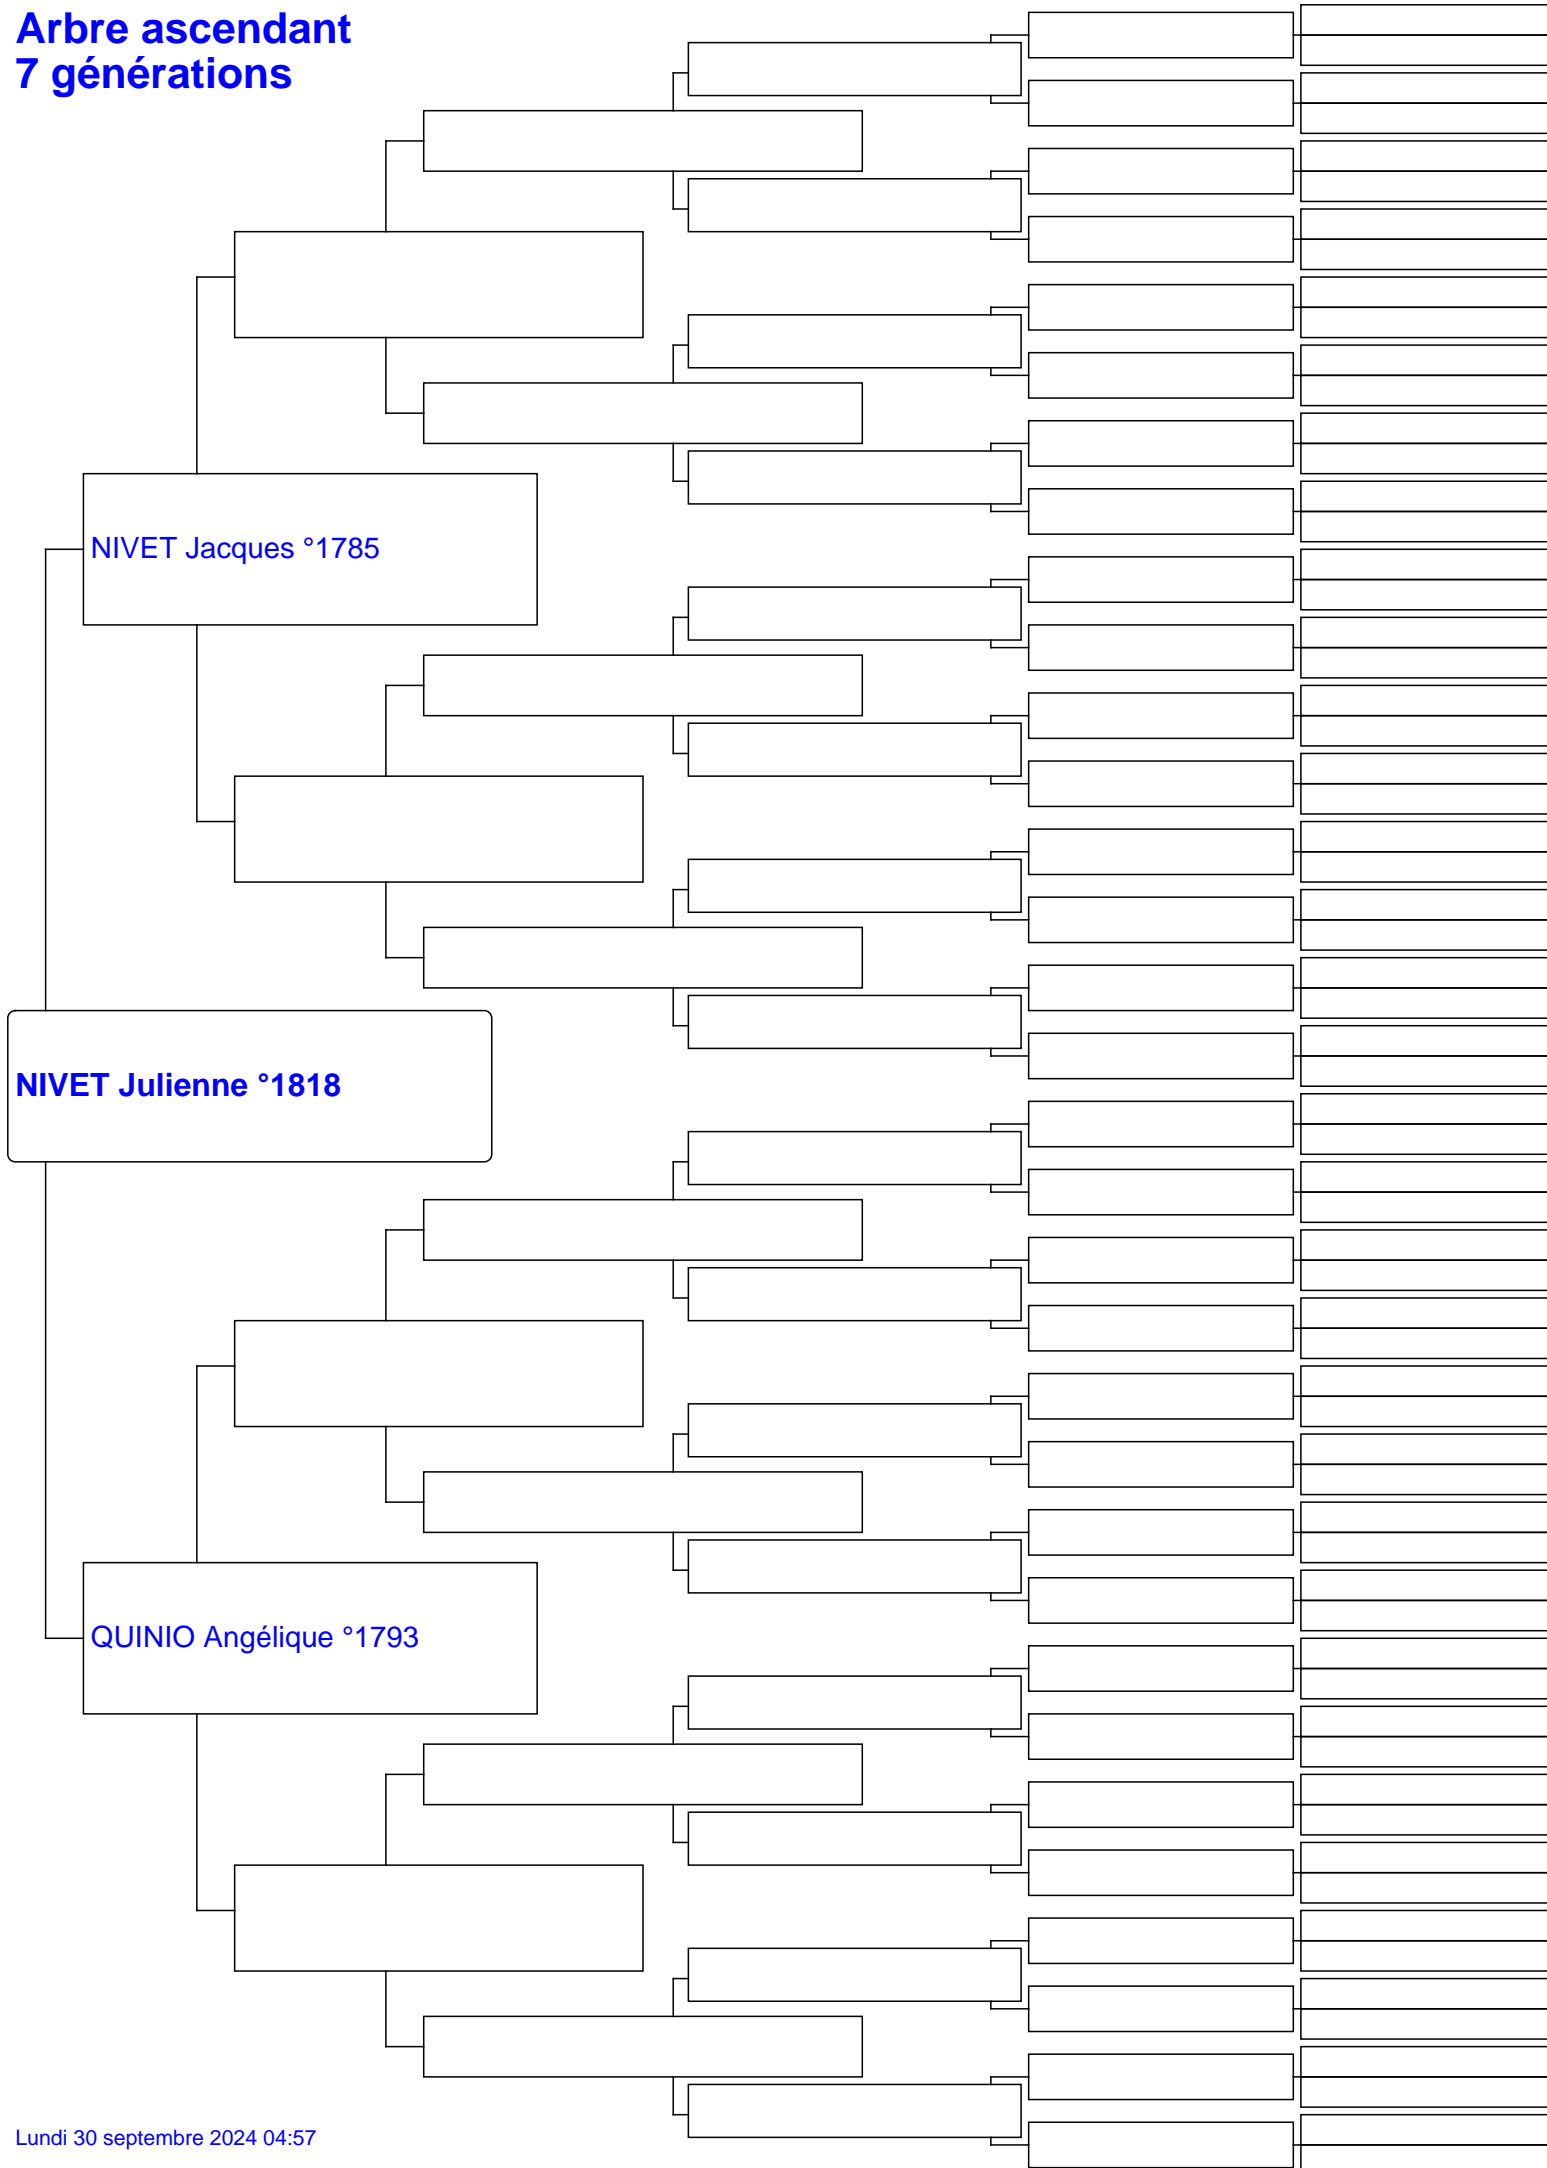 Arbre ascendant
7 générations
NIVET Jacques °1785
NIVET Julienne °1818
QUINIO Angélique °1793
Lundi 30 septembre 2024 04:57